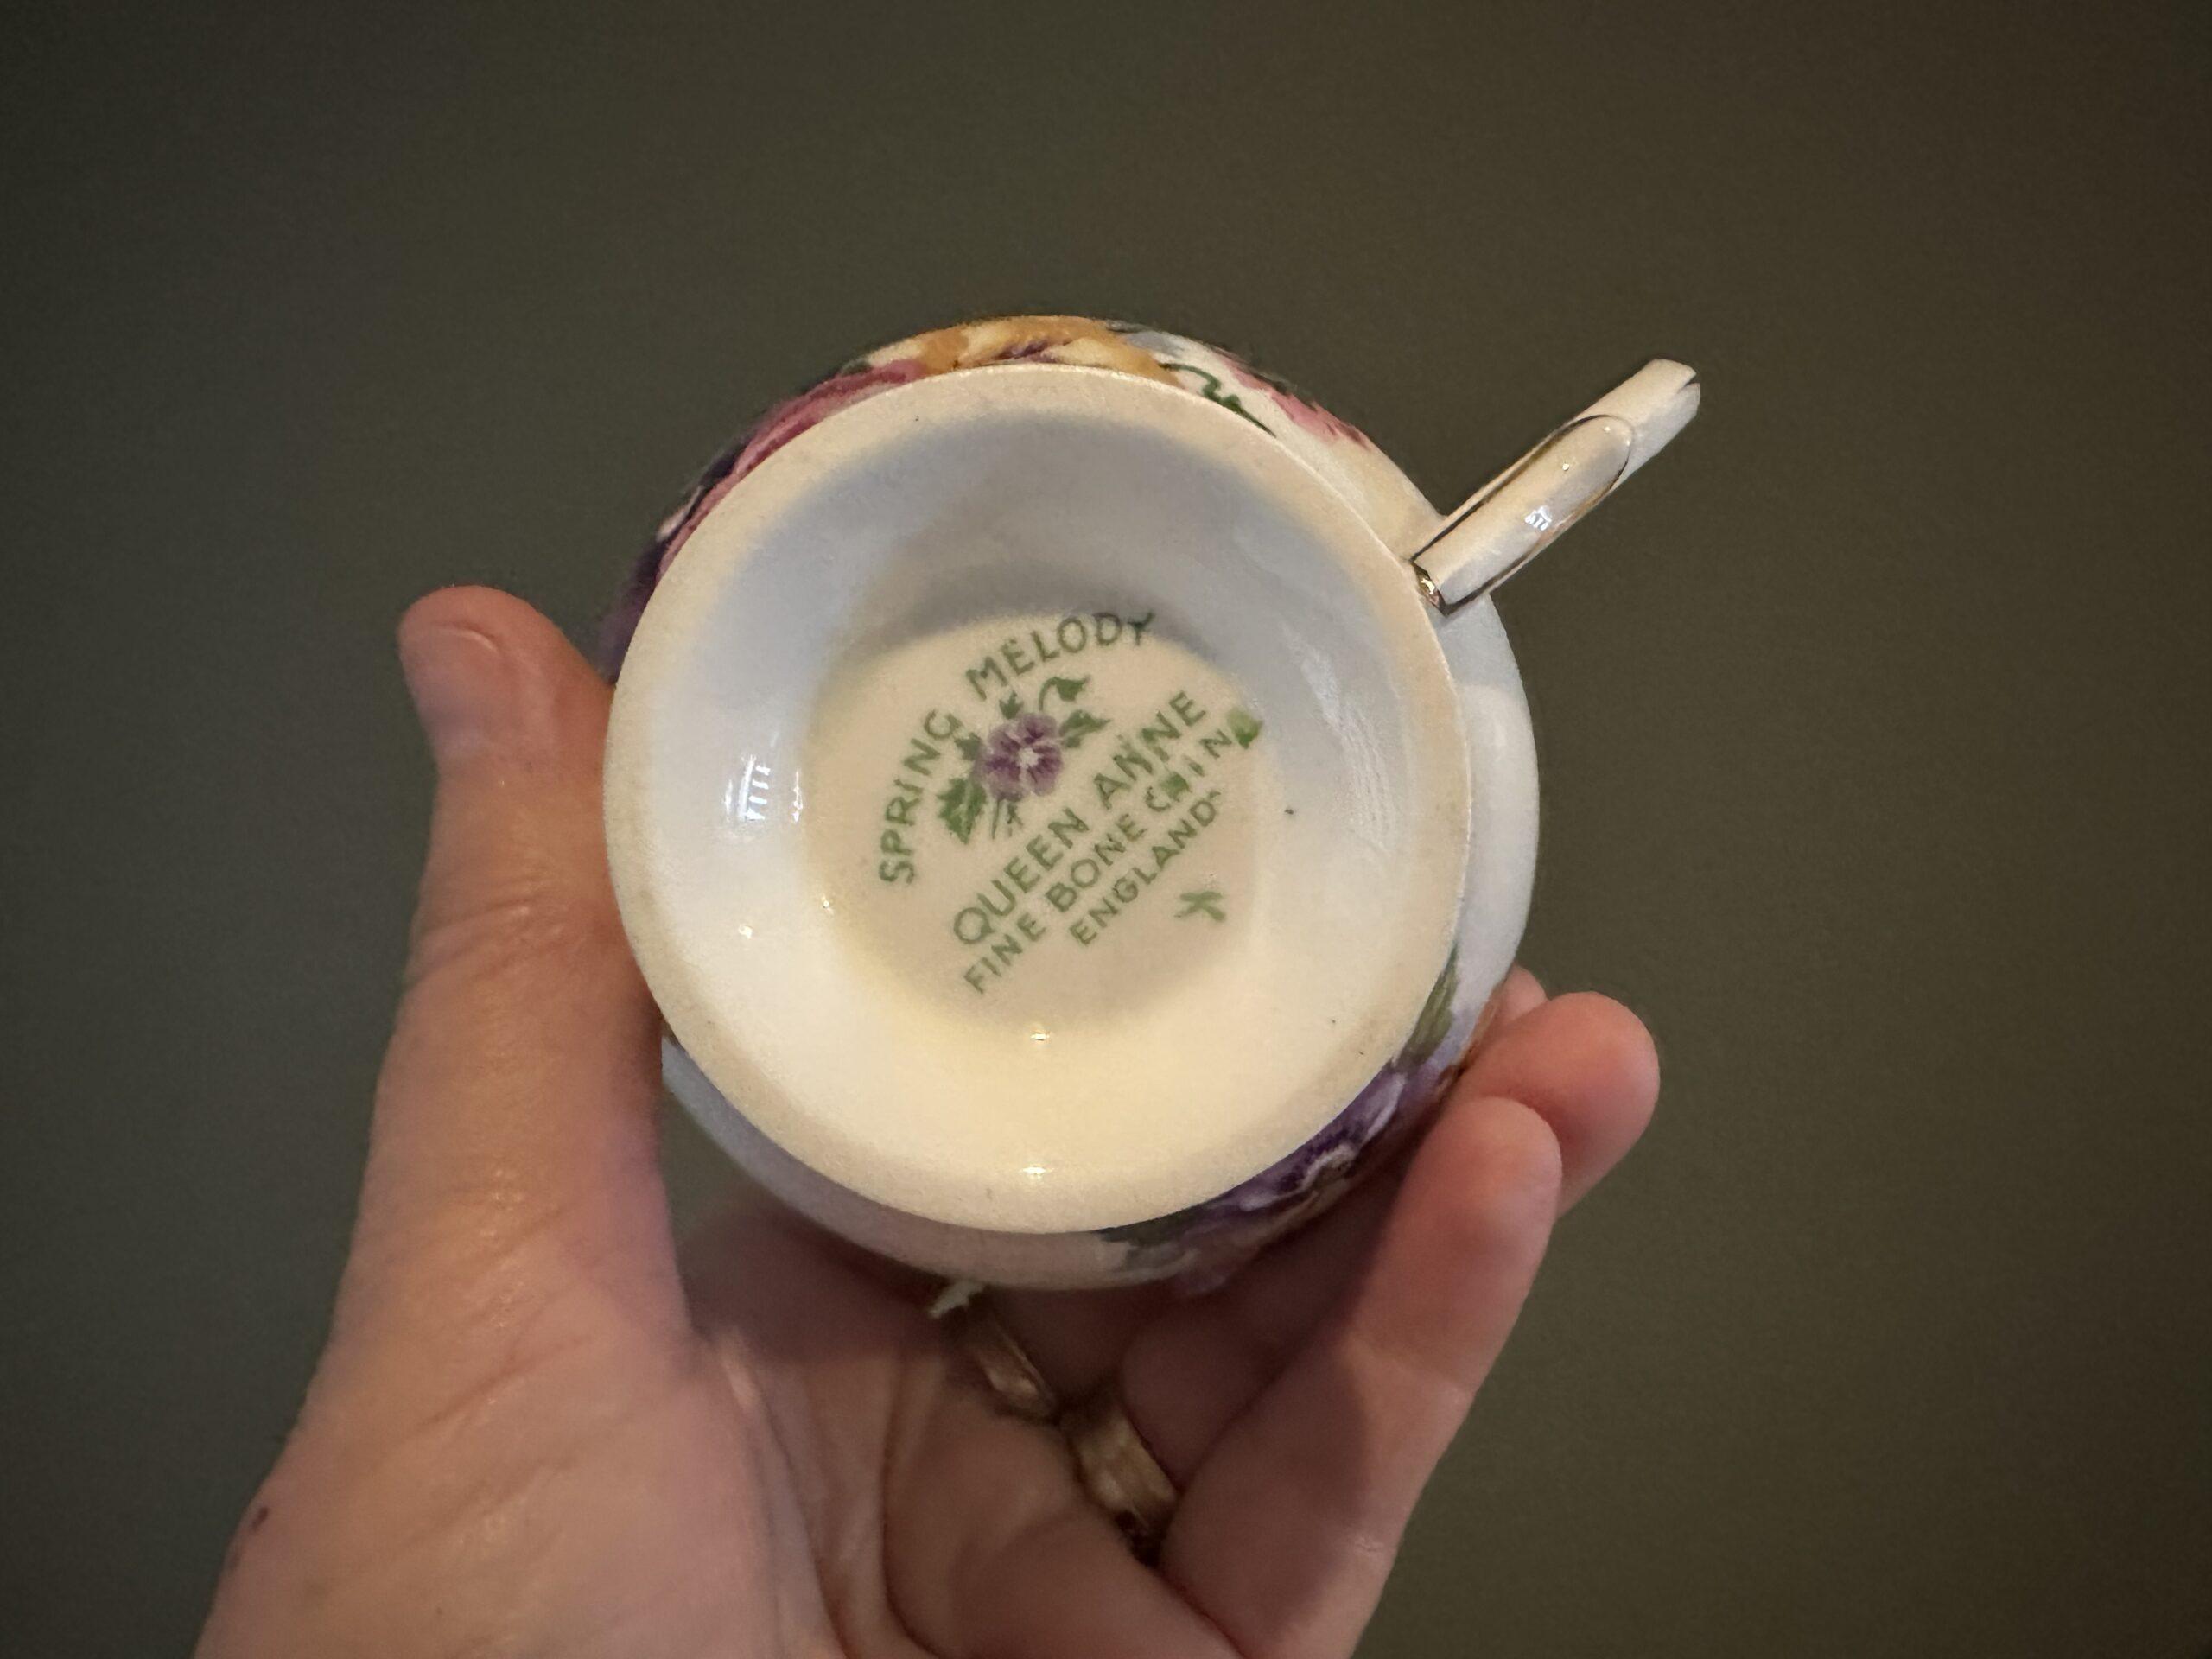 SPRING MELODY
QUEEN ANNE
FINE BONE CHINA
ENGLAND